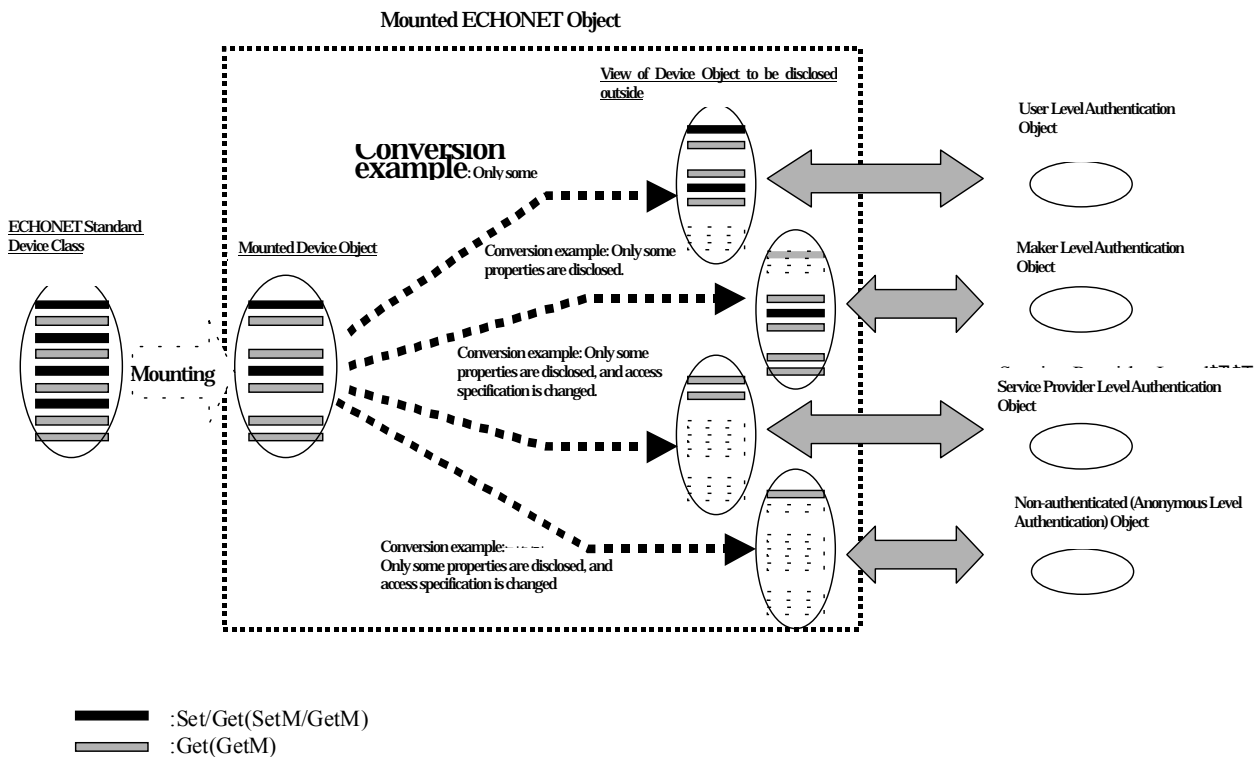 Mounted ECHONET Object
View of Device Object to be disclosed
outside
User Level Authentication
Object
Conversion
example: Only some
ECHONET Standard
Device Class
Mounted Device Object
Conversion example: Only some
properties are disclosed.
Maker Level Authentication
Object
Mounting
Conversion example: Only some
properties are disclosed, and access
specification is changed.
Service Provider Level Authentication
Object
Non-authenticated (Anonymous Level
Authentication) Object
Conversion example:
Only some properties are disclosed, and
access specification is changed
:Set/Get(SetM/GetM)
:Get(GetM)